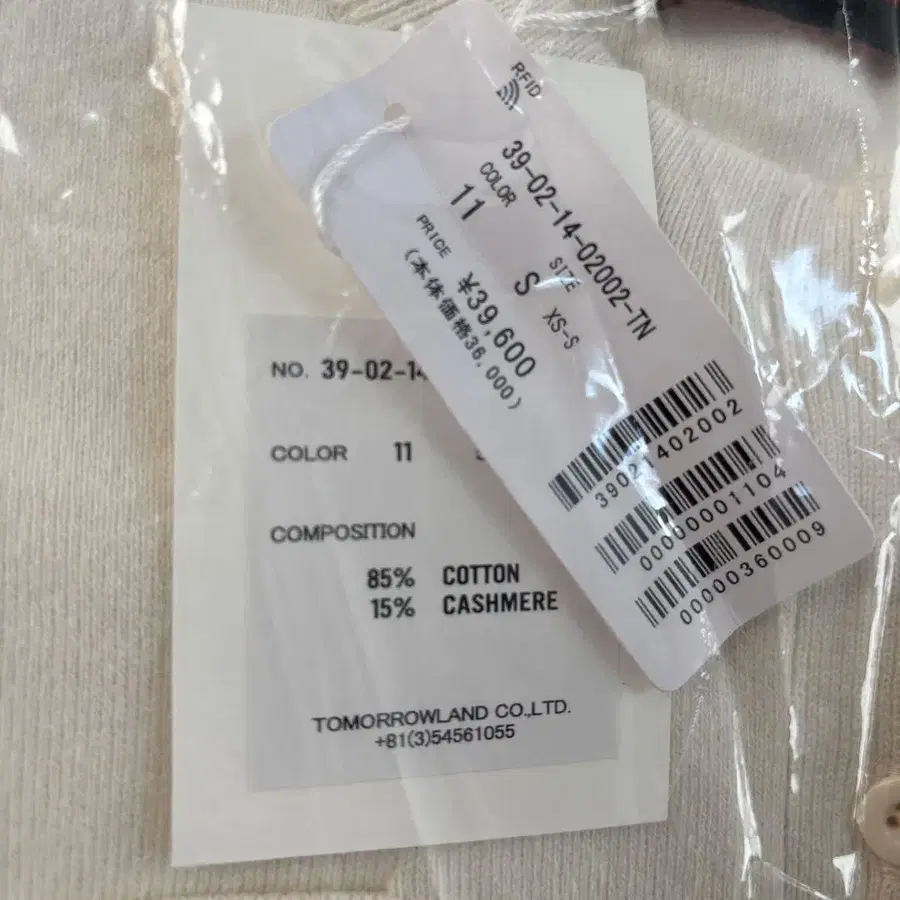 RFID
39-02-14-02002-TN
COLOR SIZE
11 S XS-S
PRICE ¥39,600
(本体価格36,000)
39021402002
00000001104
00000360009
NO. 39-02-14
COLOR 11
COMPOSITION
85% COTTON
15% CASHMERE
TOMORROWLAND CO.,LTD.
+81(3)54561055